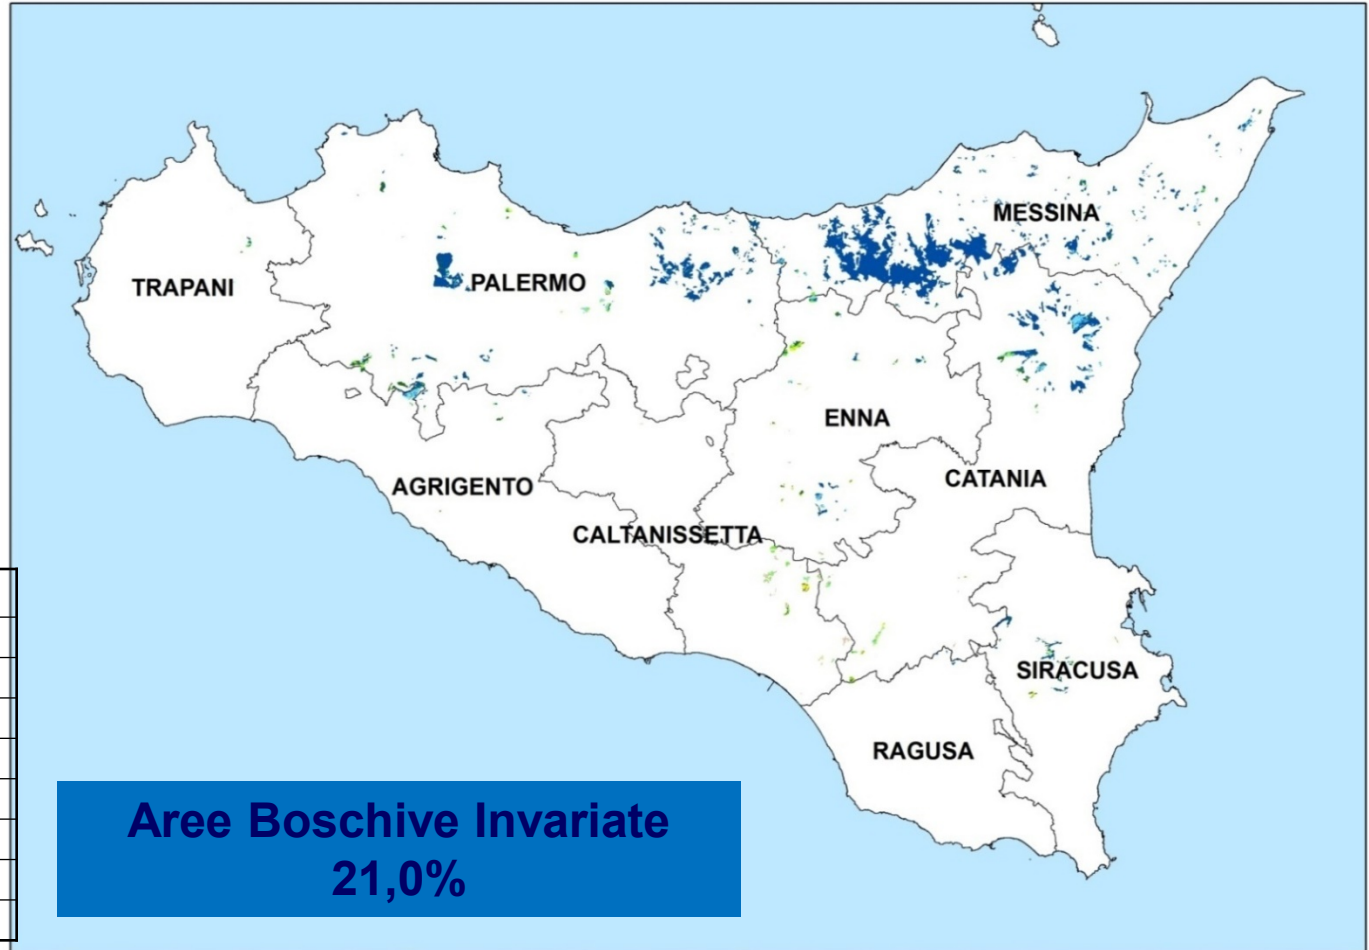 MESSINA
TRAPANI
PALERMO
ENNA
CATANIA
AGRIGENTO
CALTANISSETTA
SIRACUSA
RAGUSA
Aree Boschive Invariate
21,0%